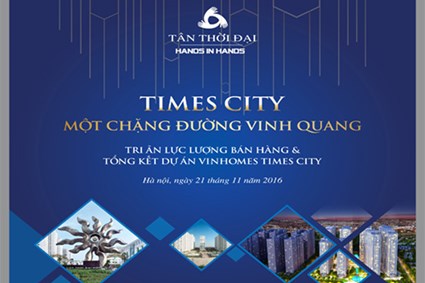 TÂN THỜI ĐẠI
HANDS IN HANDS
TIMES CITY
MỘT CHẶNG ĐƯỜNG VINH QUANG
TRI ÂN LỰC LƯỢNG BÁN HÀNG &
TỔNG KẾT DỰ ÁN VINHOMES TIMES CITY
Hà nội, ngày 21 tháng 11 năm 2016